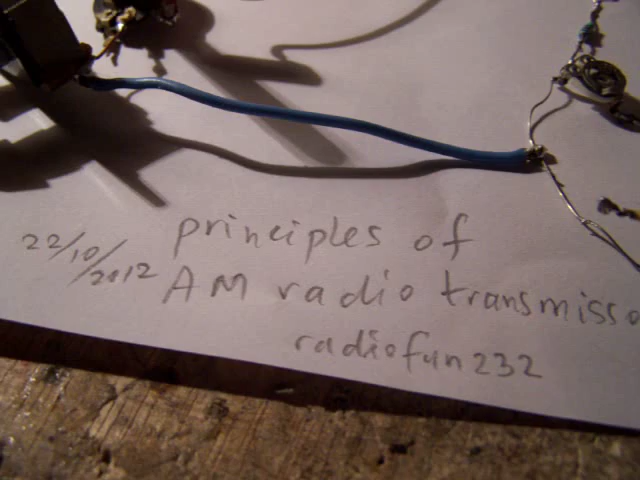 22/10/2012
principles of
AM radio transmisso
radiofun232